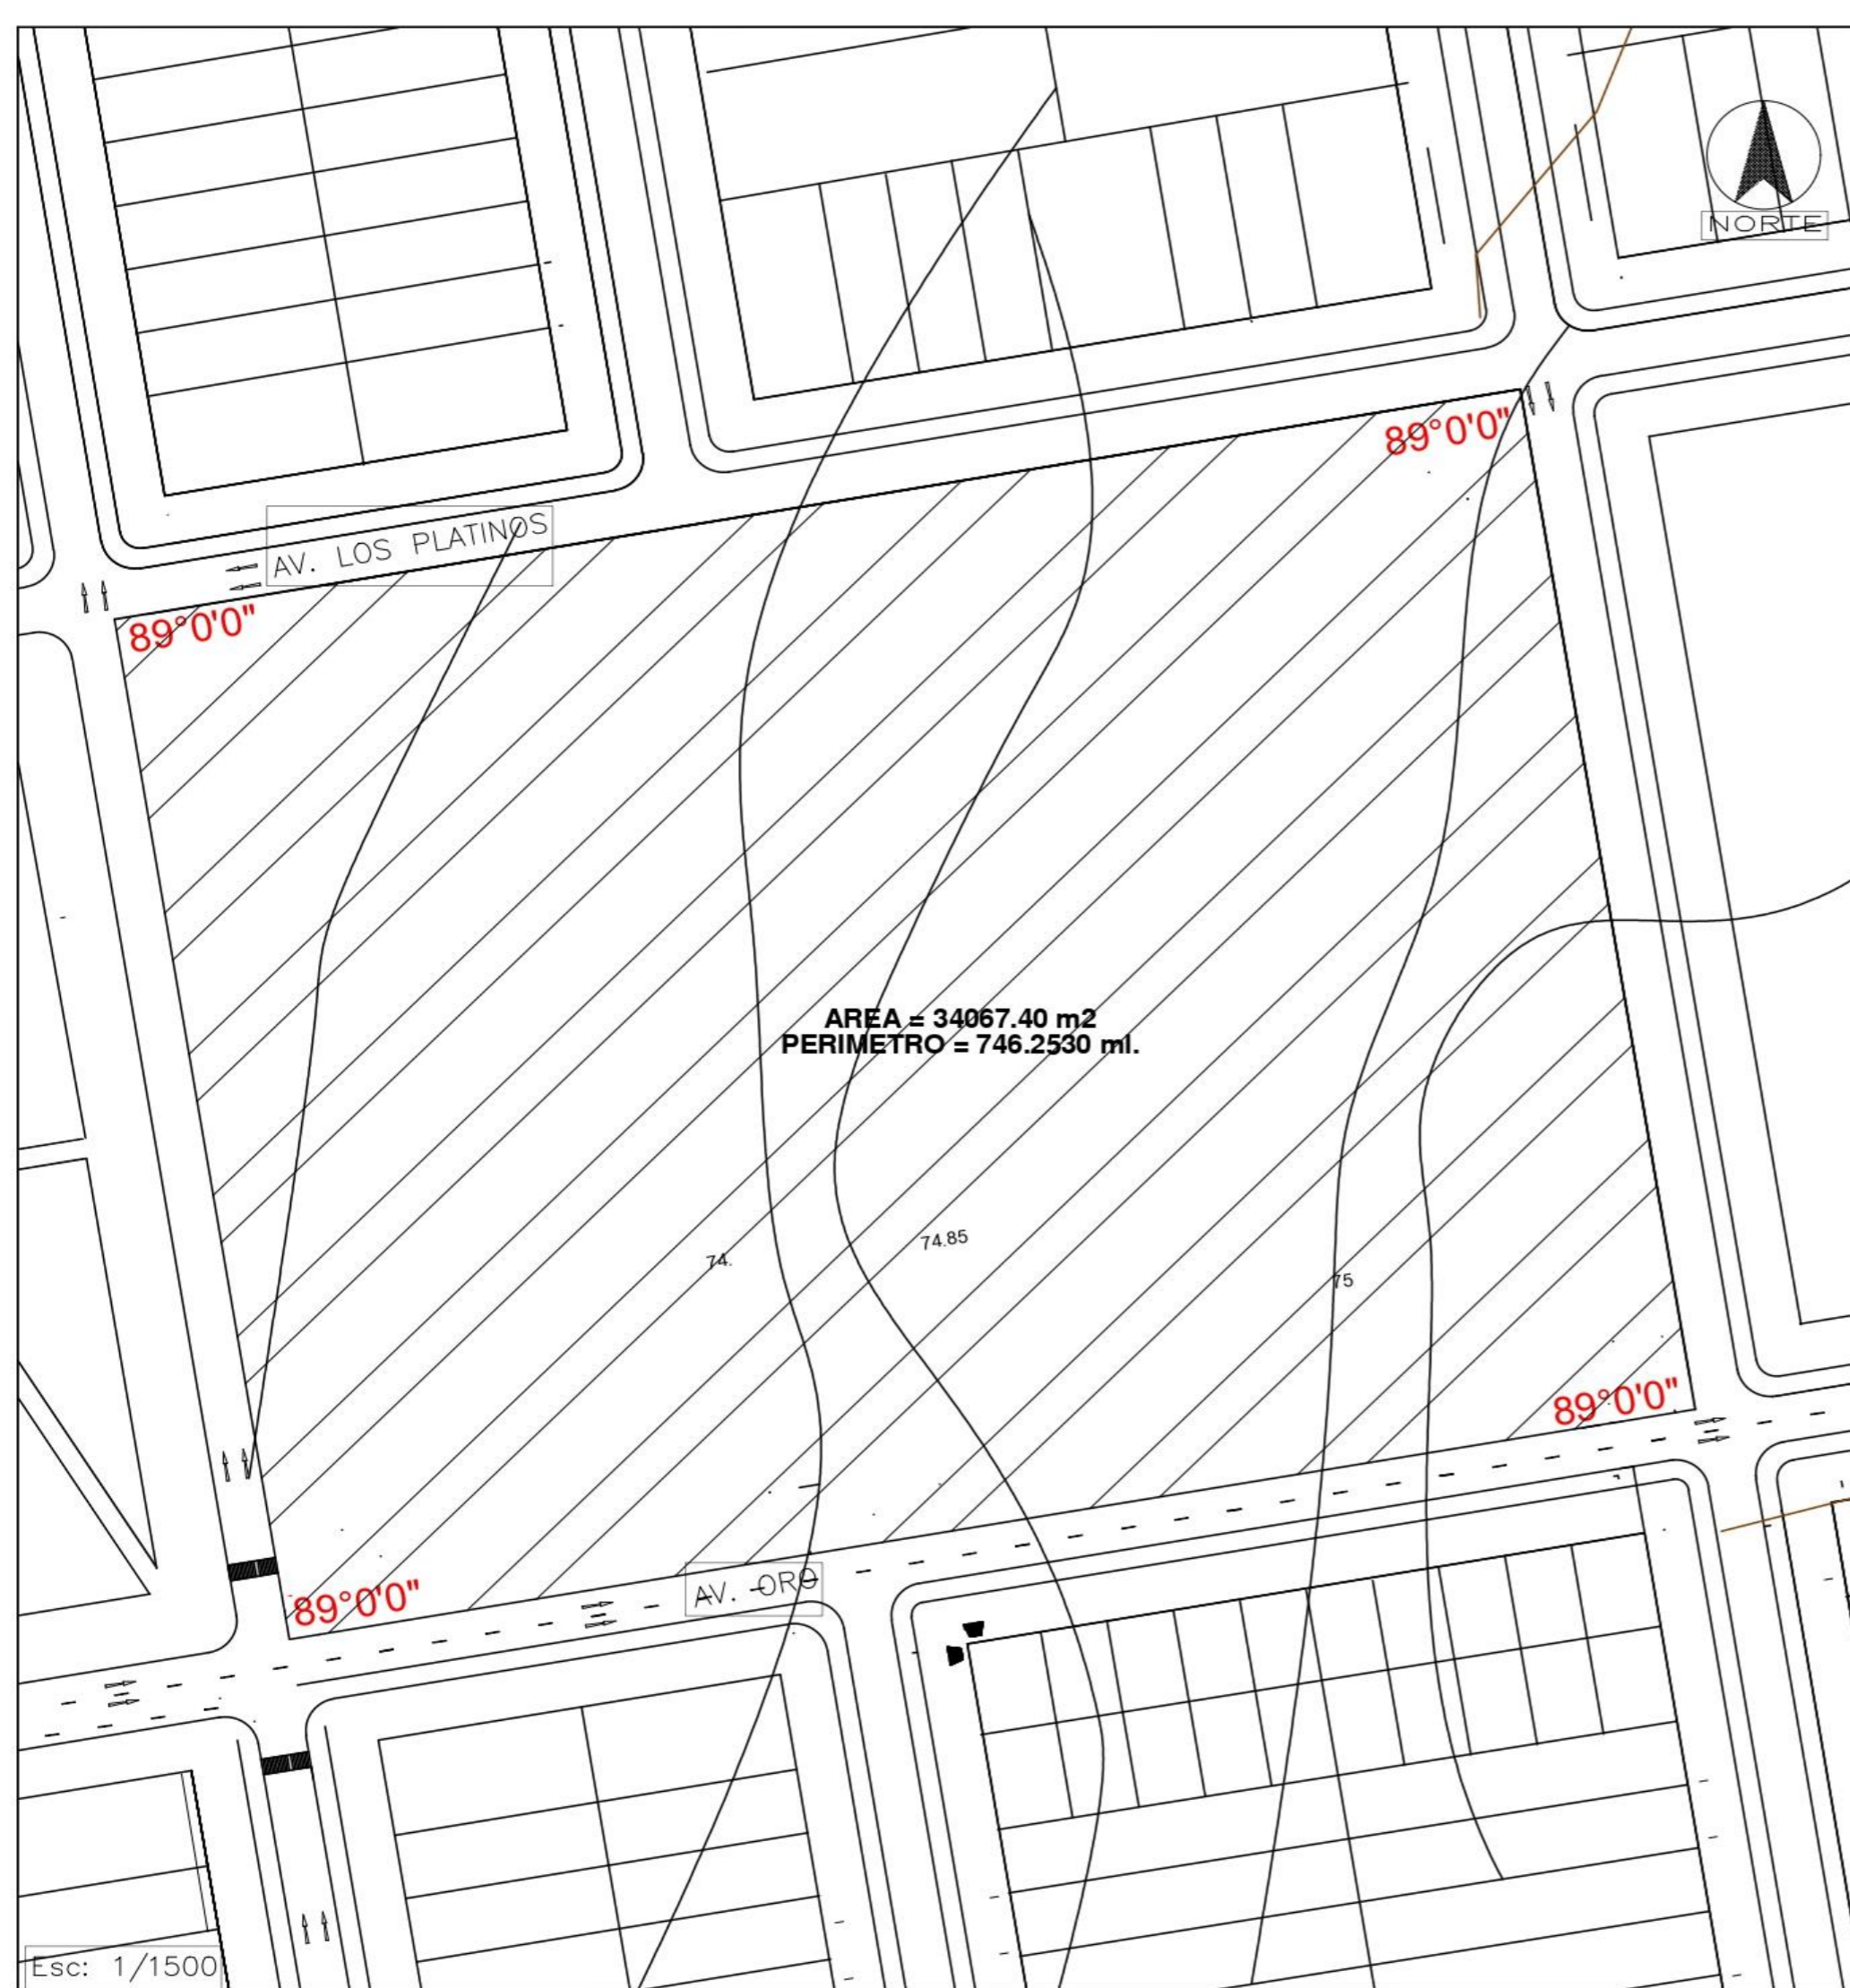 NORTE
89°0'0"
AV. LOS PLATINOS
89°0'0"
AREA = 34067.40 m2
PERIMETRO = 746.2530 ml.
74.85
74.
75
89°0'0"
AV. ORO
89°0'0"
Esc: 1/1500